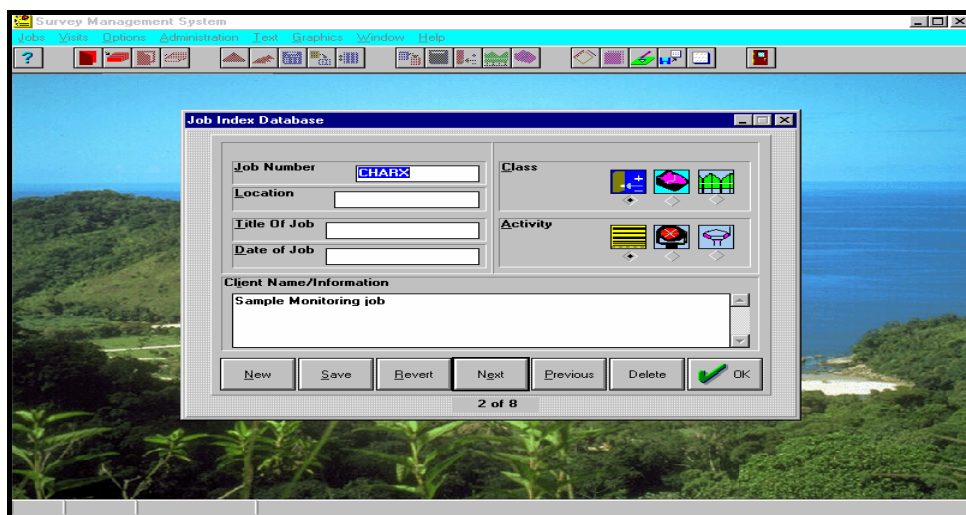 Survey Management System
Jobs Visits Options Administration Text Graphics Window Help
?
Job Index Database
Job Number CHARX
Location
Title Of Job
Date of Job
Class
Activity
Client Name/Information
Sample Monitoring job
New Save Revert Next Previous Delete OK
2 of 8